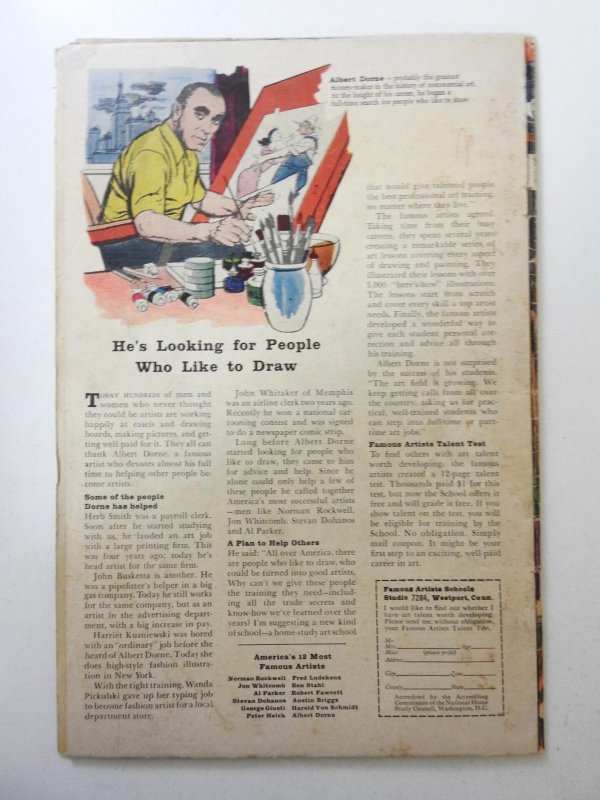 Albert Dorne — probably the greatest
money-maker in the history of commercial art.
At the height of his career, he began a
full-time search for people who like to draw.
He's Looking for People
Who Like to Draw
TODAY HUNDREDS of men and
women who never thought
they could be artists are working
happily at easels and drawing
boards, making pictures, and get-
ting well paid for it. They all can
thank Albert Dorne, a famous
artist who devotes almost his full
time to helping other people be-
come artists.
Some of the people
Dorne has helped
Herb Smith was a payroll clerk.
Soon after he started studying
with us, he landed an art job
with a large printing firm. This
was four years ago; today he's
head artist for the same firm.
John Busketta is another. He
was a pipefitter's helper in a big
gas company. Today he still works
for the same company, but as an
artist in the advertising depart-
ment, with a big increase in pay.
Harriet Kuzniewski was bored
with an "ordinary" job before she
heard of Albert Dorne. Today she
does high-style fashion illustra-
tion in New York.
With the right training, Wanda
Pickulski gave up her typing job
to become fashion artist for a local
department store.
John Whitaker of Memphis
was an airline clerk two years ago.
Recently he won a national car-
tooning contest and was signed
to do a newspaper comic strip.
Long before Albert Dorne
started looking for people who
like to draw, they came to him
for advice and help. Since he
alone could only help a few of
these people he called together
America's most successful artists
—men like Norman Rockwell,
Jon Whitcomb, Stevan Dohanos
and Al Parker.
A Plan to Help Others
He said: "All over America, there
are people who like to draw, who
could be turned into good artists.
Why can't we give these people
the training they need—includ-
ing all the trade secrets and
know-how we've learned over the
years? I'm suggesting a new kind
of school—a home-study art school
America's 12 Most
Famous Artists
Norman Rockwell Fred Ludekens
Jon Whitcomb Ben Stahl
Al Parker Robert Fawcett
Stevan Dohanos Austin Briggs
George Giusti Harold Von Schmidt
Peter Helck Albert Dorne
that would give talented people
the best professional art training,
no matter where they live."
The famous artists agreed.
Taking time from their busy
careers, they spent several years
creating a remarkable series of
art lessons covering every aspect
of drawing and painting. They
illustrated their lessons with over
5,000 "here's-how" illustrations.
The lessons start from scratch
and cover every skill a top artist
needs. Finally, the famous artists
developed a wonderful way to
give each student personal cor-
rection and advice all through
his training.
Albert Dorne is not surprised
by the success of his students.
"The art field is growing. We
keep getting calls from all over
the country, asking us for prac-
tical, well-trained students who
can step into full-time or part-
time art jobs."
Famous Artists Talent Test
To find others with art talent
worth developing, the famous
artists created a 12-page talent
test. Thousands paid $1 for this
test, but now the School offers it
free and will grade it free. If you
show talent on the test, you will
be eligible for training by the
School. No obligation. Simply
mail coupon. It might be your
first step to an exciting, well-paid
career in art.
Famous Artists Schools
Studio 7284, Westport, Conn.
I would like to find out whether I
have art talent worth developing.
Please send me, without obligation,
your Famous Artists Talent Test.
Mr.
Mrs.
Miss Age
(please print)
Address
City Zone
County State
Accredited by the Accrediting
Commission of the National Home
Study Council, Washington, D.C.